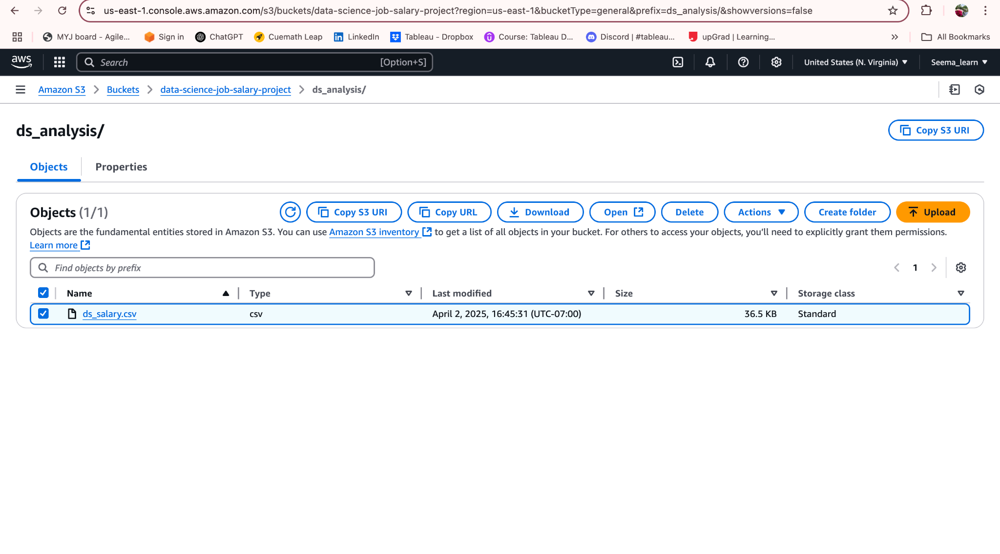 us-east-1.console.aws.amazon.com/s3/buckets/data-science-job-salary-project?region=us-east-1&bucketType=general&prefix=ds_analysis/&showversions=false
MYJ board - Agile... Sign in ChatGPT Cuemath Leap LinkedIn Tableau - Dropbox Course: Tableau D... Discord | #tableau... upGrad | Learning... » All Bookmarks
aws Search [Option+S] United States (N. Virginia) Seema_learn
Amazon S3 Buckets data-science-job-salary-project ds_analysis/
ds_analysis/ Copy S3 URI
Objects Properties
Objects (1/1) Copy S3 URI Copy URL Download Open Delete Actions Create folder Upload
Objects are the fundamental entities stored in Amazon S3. You can use Amazon S3 inventory to get a list of all objects in your bucket. For others to access your objects, you’ll need to explicitly grant them permissions.
Learn more
Find objects by prefix 1
Name Type Last modified Size Storage class
ds_salary.csv csv April 2, 2025, 16:45:31 (UTC-07:00) 36.5 KB Standard